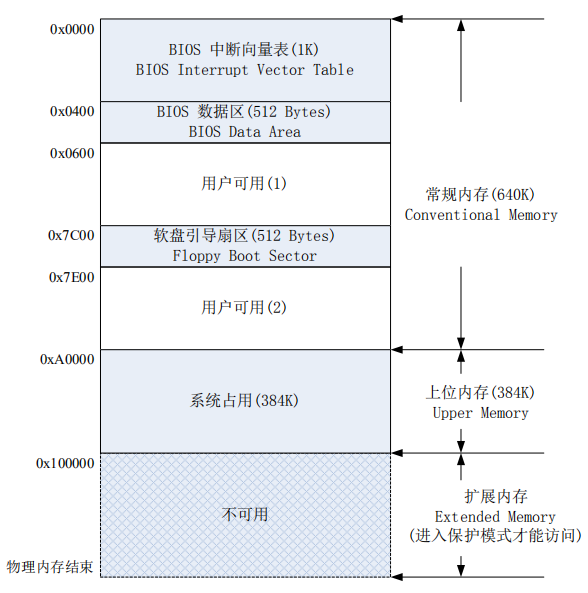 0x0000
BIOS 中断向量表(1K)
BIOS Interrupt Vector Table
0x0400
BIOS 数据区(512 Bytes)
BIOS Data Area
0x0600
用户可用(1)
常规内存(640K)
Conventional Memory
0x7C00
软盘引导扇区(512 Bytes)
Floppy Boot Sector
0x7E00
用户可用(2)
0xA0000
系统占用(384K)
上位内存(384K)
Upper Memory
0x100000
不可用
扩展内存
Extended Memory
(进入保护模式才能访问)
物理内存结束